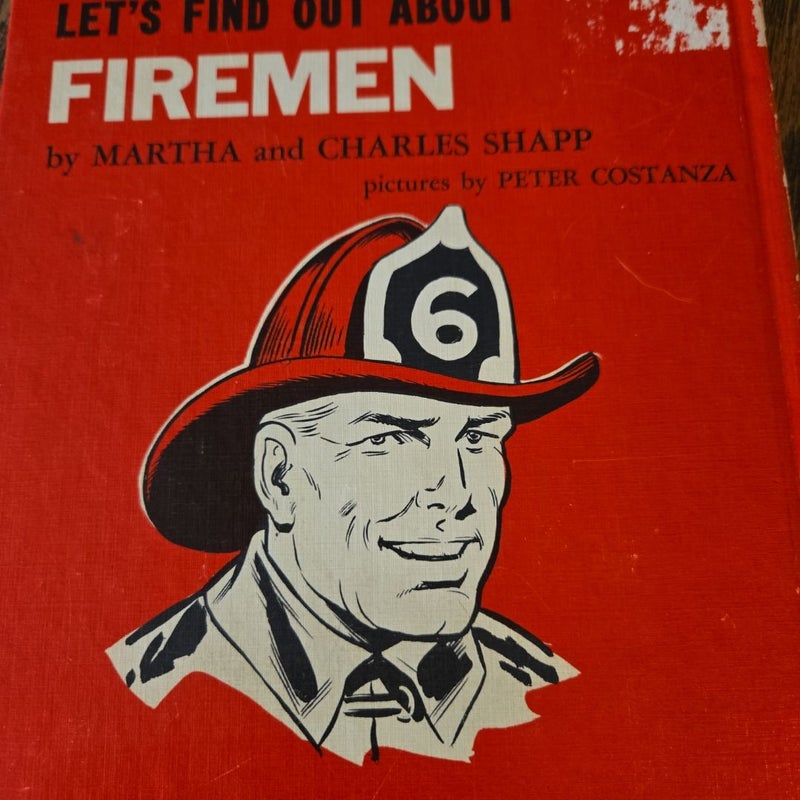 LET'S FIND OUT ABOUT
FIREMEN
by MARTHA and CHARLES SHAPP
pictures by PETER COSTANZA
6